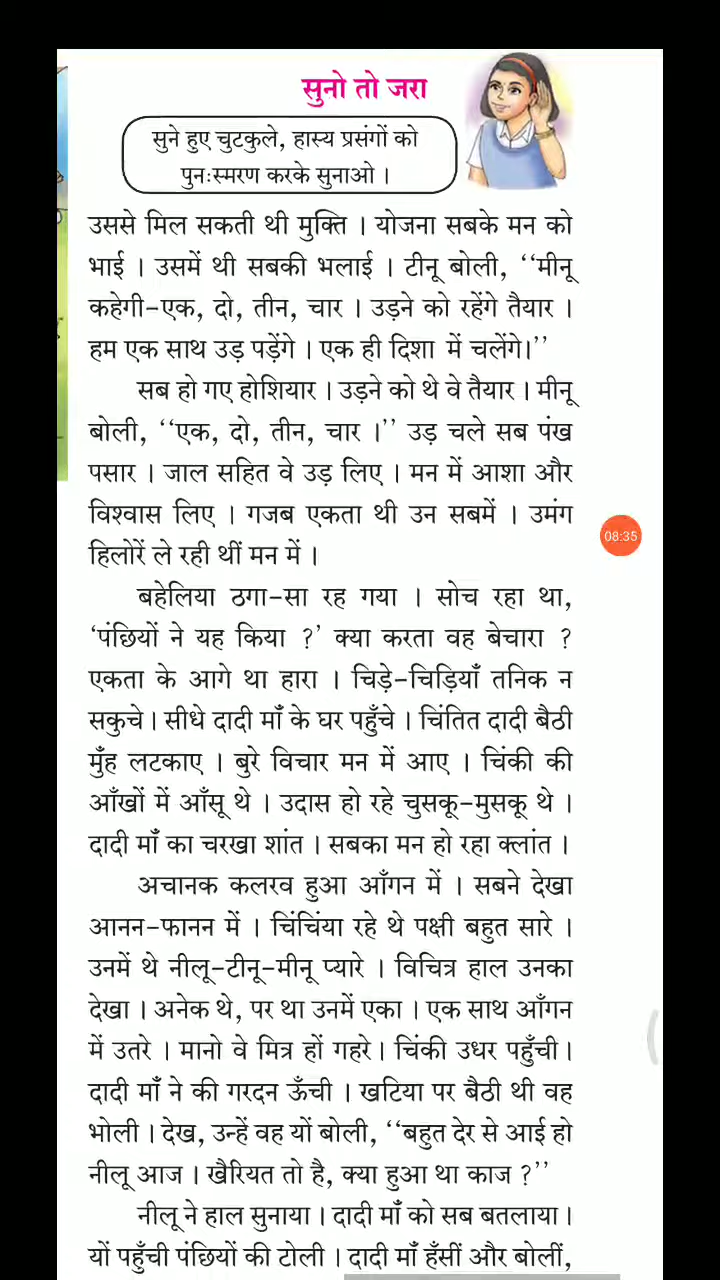 सुनो तो जरा
सुने हुए चुटकुले, हास्य प्रसंगों को
पुनःस्मरण करके सुनाओ ।
उससे मिल सकती थी मुक्ति । योजना सबके मन को
भाई । उसमें थी सबकी भलाई । टीनू बोली, ‘‘मीनू
कहेगी-एक, दो, तीन, चार । उड़ने को रहेंगे तैयार ।
हम एक साथ उड़ पड़ेंगे । एक ही दिशा में चलेंगे।’’
सब हो गए होशियार । उड़ने को थे वे तैयार । मीनू
बोली, ‘‘एक, दो, तीन, चार ।’’ उड़ चले सब पंख
पसार । जाल सहित वे उड़ लिए । मन में आशा और
विश्वास लिए । गजब एकता थी उन सबमें । उमंग
हिलोरें ले रही थीं मन में ।
08:35
बहेलिया ठगा-सा रह गया । सोच रहा था,
‘पंछियों ने यह किया ?’ क्या करता वह बेचारा ?
एकता के आगे था हारा । चिड़े-चिड़ियाँ तनिक न
सकुचे । सीधे दादी माँ के घर पहुँचे । चिंतित दादी बैठी
मुँह लटकाए । बुरे विचार मन में आए । चिंकी की
आँखों में आँसू थे । उदास हो रहे चुसकू-मुसकू थे ।
दादी माँ का चरखा शांत । सबका मन हो रहा क्लांत ।
अचानक कलरव हुआ आँगन में । सबने देखा
आनन-फानन में । चिंचिंया रहे थे पक्षी बहुत सारे ।
उनमें थे नीलू-टीनू-मीनू प्यारे । विचित्र हाल उनका
देखा । अनेक थे, पर था उनमें एका । एक साथ आँगन
में उतरे । मानो वे मित्र हों गहरे । चिंकी उधर पहुँची ।
दादी माँ ने की गरदन ऊँची । खटिया पर बैठी थी वह
भोली । देख, उन्हें वह यों बोली, ‘‘बहुत देर से आई हो
नीलू आज । खैरियत तो है, क्या हुआ था काज ?’’
नीलू ने हाल सुनाया । दादी माँ को सब बतलाया ।
यों पहुँची पंछियों की टोली । दादी माँ हँसीं और बोलीं,